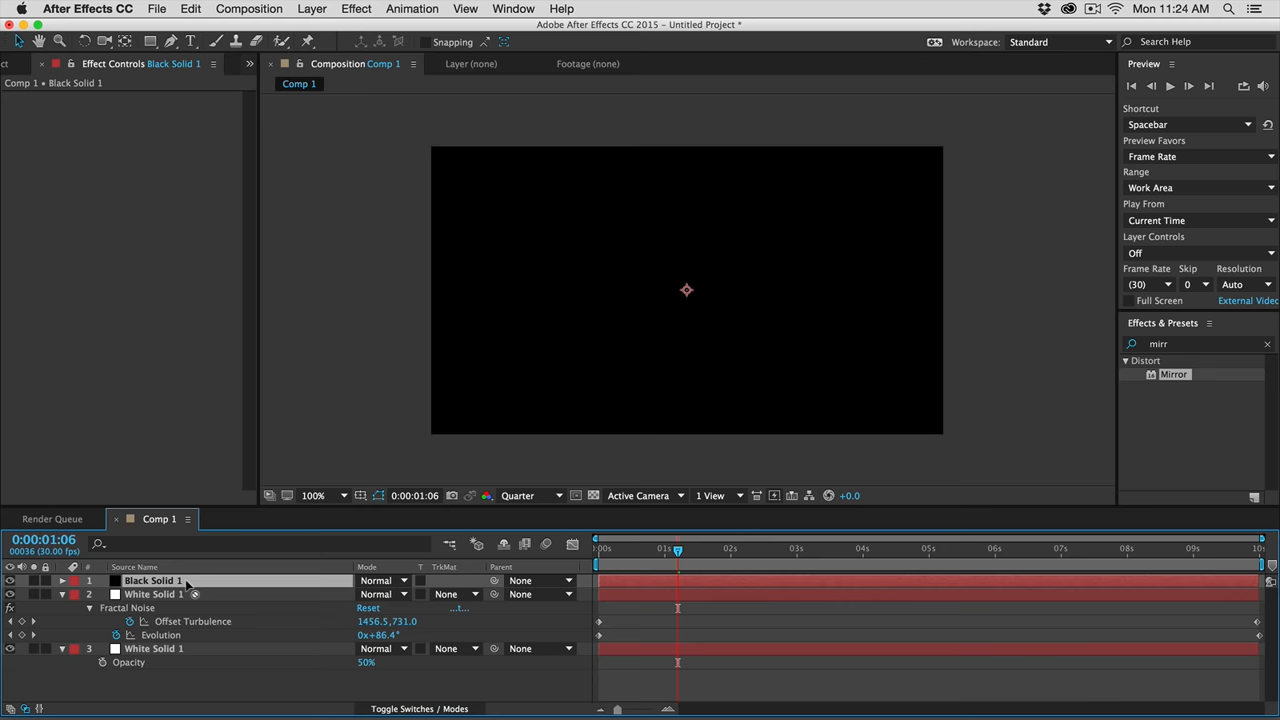 After Effects CC File Edit Composition Layer Effect Animation View Window Help Mon 11:24 AM
Adobe After Effects CC 2015 - Untitled Project *
T Snapping Workspace: Standard Search Help
ct Effect Controls Black Solid 1 Composition Comp 1 Layer (none) Footage (none) Preview
Comp 1 • Black Solid 1 Comp 1
Shortcut
Spacebar
Preview Favors
Frame Rate
Range
Work Area
Play From
Current Time
Layer Controls
Off
Frame Rate Skip Resolution
(30) 0 Auto
Full Screen External Video
Effects & Presets
mirr
Distort
Mirror
100% 0:00:01:06 Quarter Active Camera 1 View +0.0
Render Queue Comp 1
0:00:01:06
00036 (30.00 fps)
:00s 01s 02s 03s 04s 05s 06s 07s 08s 09s 10s
# Source Name Mode T TrkMat Parent
1 Black Solid 1 Normal None
2 White Solid 1 Normal None None
fx Fractal Noise Reset ...t...
Offset Turbulence 1456.5,731.0
Evolution 0x+86.4°
3 White Solid 1 Normal None None
Opacity 50%
Toggle Switches / Modes